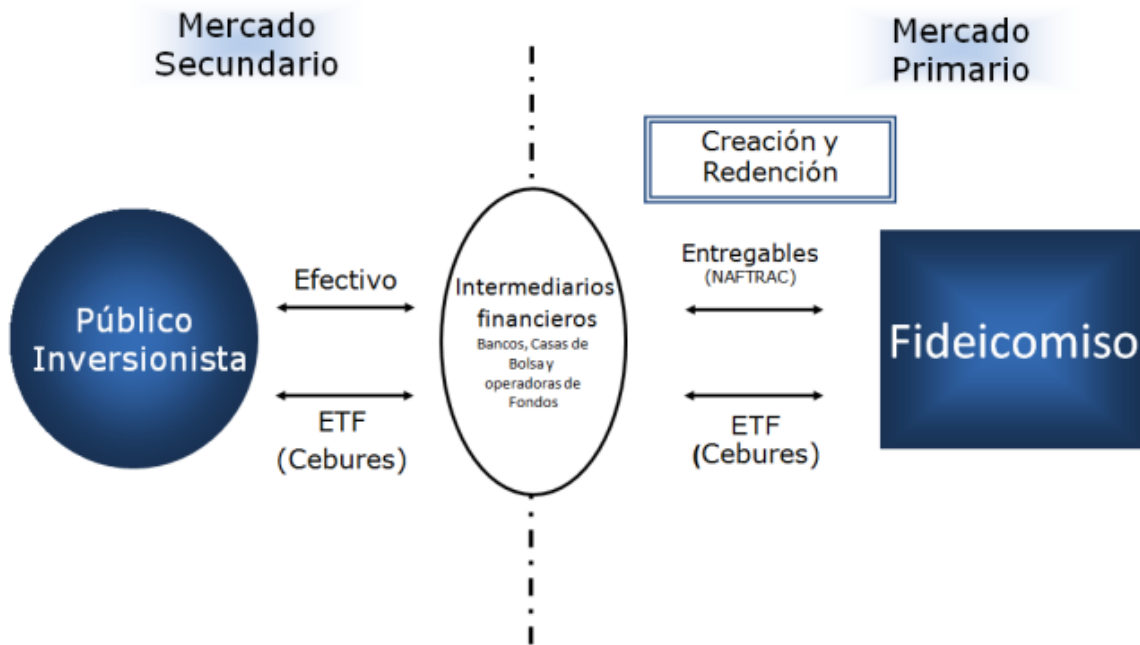 Mercado
Secundario
Mercado
Primario
Creación y
Redención
Público
Inversionista
Efectivo
ETF
(Cebures)
Intermediarios
financieros
Bancos, Casas de
Bolsa y
operadoras de
Fondos
Entregables
(NAFTRAC)
ETF
(Cebures)
Fideicomiso